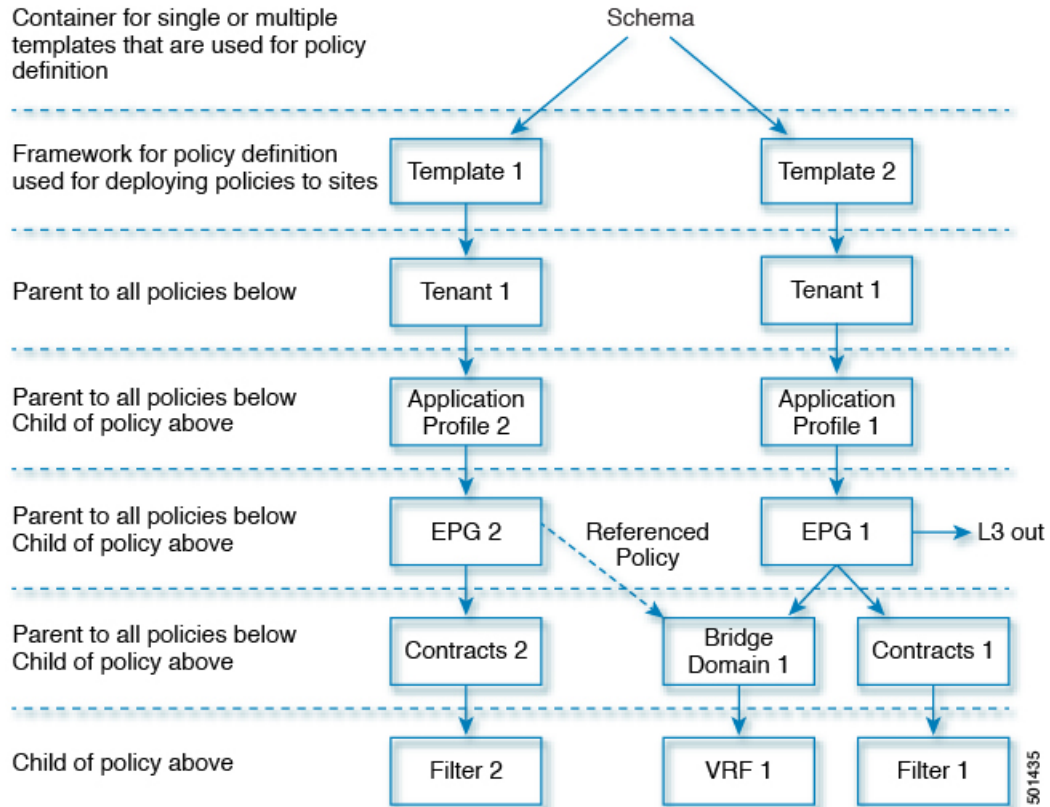 Container for single or multiple
templates that are used for policy
definition
Schema
Framework for policy definition
used for deploying policies to sites
Template 1
Template 2
Parent to all policies below
Tenant 1
Tenant 1
Parent to all policies below
Child of policy above
Application
Profile 2
Application
Profile 1
Parent to all policies below
Child of policy above
EPG 2
Referenced
Policy
EPG 1
L3 out
Parent to all policies below
Child of policy above
Contracts 2
Bridge
Domain 1
Contracts 1
Child of policy above
Filter 2
VRF 1
Filter 1
501435